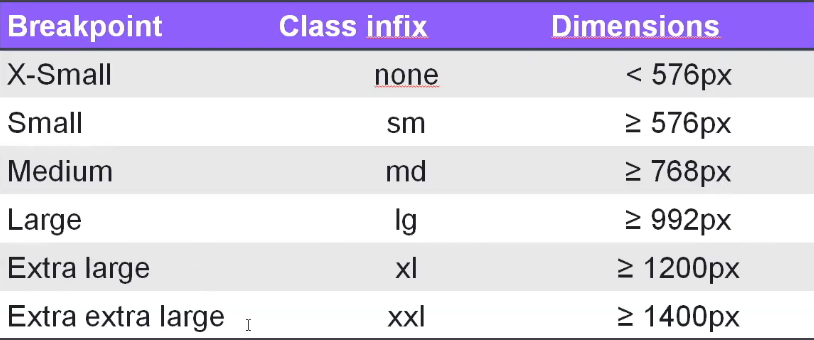 Breakpoint Class infix Dimensions
X-Small none < 576px
Small sm ≥ 576px
Medium md ≥ 768px
Large lg ≥ 992px
Extra large xl ≥ 1200px
Extra extra large xxl ≥ 1400px